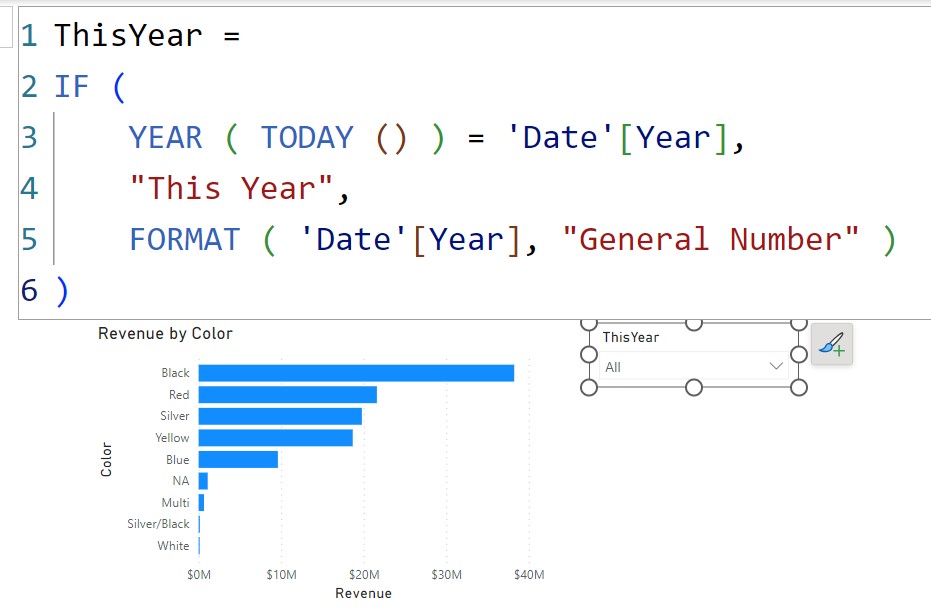 1 ThisYear =
2 IF (
3 YEAR ( TODAY () ) = 'Date'[Year],
4 "This Year",
5 FORMAT ( 'Date'[Year], "General Number" )
6 )
Revenue by Color
Color
Black
Red
Silver
Yellow
Blue
NA
Multi
Silver/Black
White
$0M $10M $20M $30M $40M
Revenue
ThisYear
All